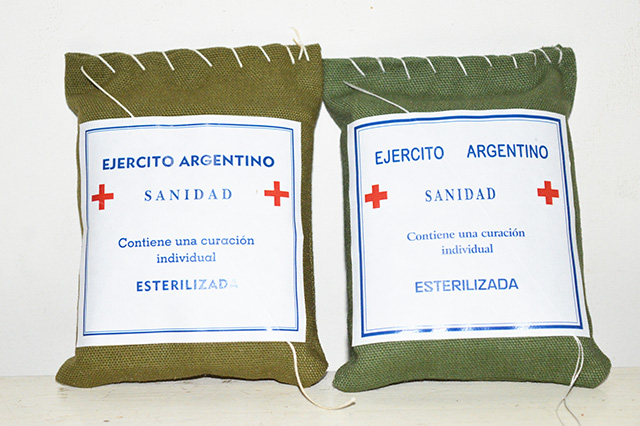 EJERCITO ARGENTINO
SANIDAD
Contiene una curación
individual
ESTERILIZADA
EJERCITO ARGENTINO
SANIDAD
Contiene una curación
individual
ESTERILIZADA